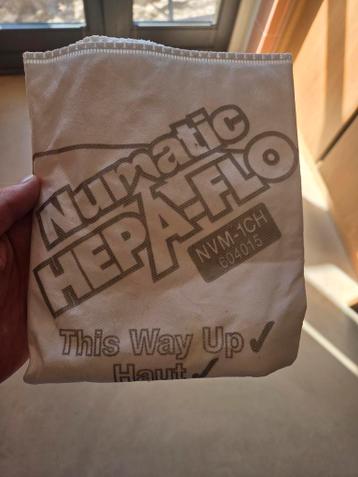 Numatic
HEPA-FLO
NVM-1CH
604015
This Way Up ✓
Haut ✓